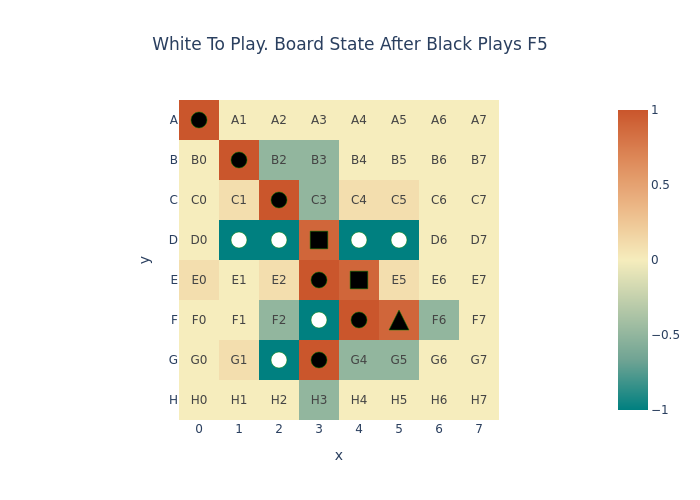 White To Play. Board State After Black Plays F5
A A1 A2 A3 A4 A5 A6 A7
B B0 B2 B3 B4 B5 B6 B7
C C0 C1 C3 C4 C5 C6 C7
D D0 D6 D7
E E0 E1 E2 E5 E6 E7
F F0 F1 F2 F6 F7
G G0 G1 G4 G5 G6 G7
H H0 H1 H2 H3 H4 H5 H6 H7
0 1 2 3 4 5 6 7
x
y
1
0.5
0
−0.5
−1